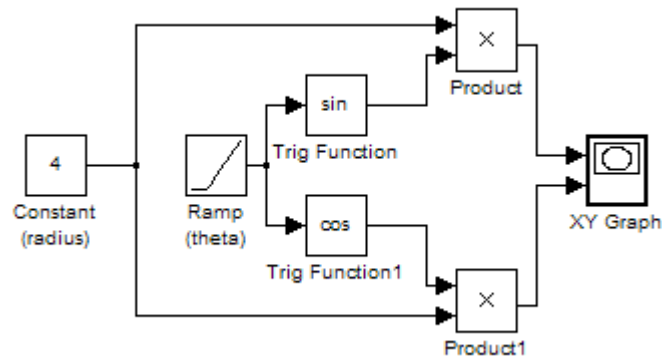 ×
Product
sin
Trig Function
4
Constant
(radius)
Ramp
(theta)
XY Graph
cos
Trig Function1
×
Product1